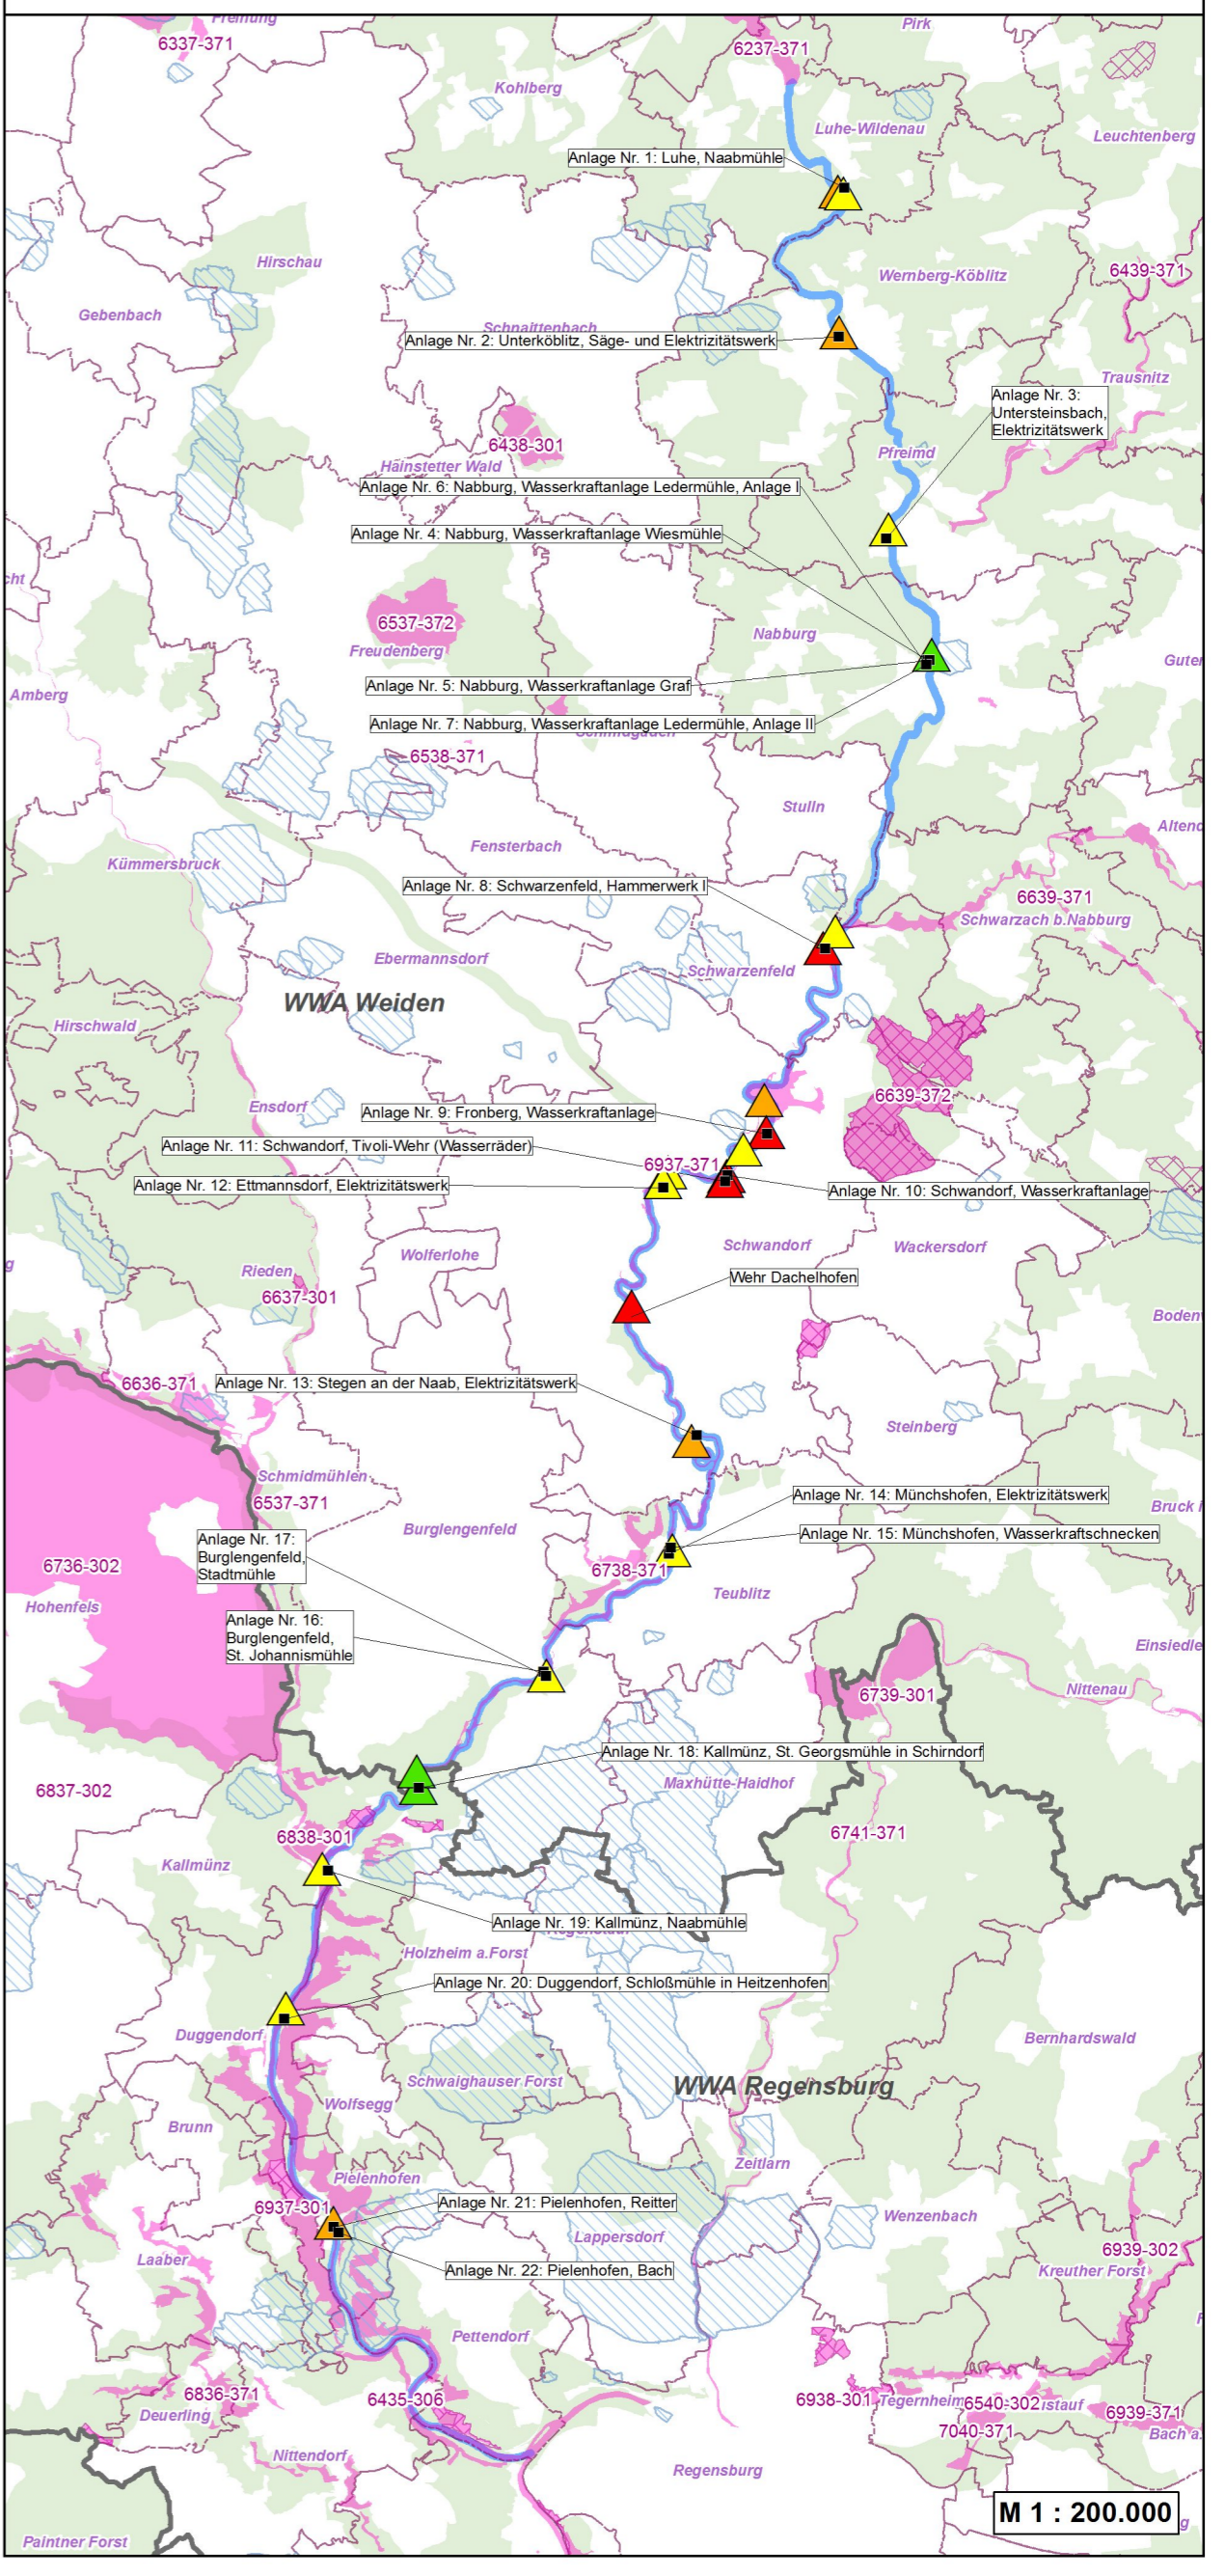 Freihung
6337-371
6237-371
Pirk
Kohlberg
Luhe-Wildenau
Leuchtenberg
Anlage Nr. 1: Luhe, Naabmühle
Hirschau
Wernberg-Köblitz
6439-371
Gebenbach
Schnaittenbach
Anlage Nr. 2: Unterköblitz, Säge- und Elektrizitätswerk
Trausnitz
Anlage Nr. 3:
Untersteinsbach,
Elektrizitätswerk
6438-301
Hainstetter Wald
Pfreimd
Anlage Nr. 6: Nabburg, Wasserkraftanlage Ledermühle, Anlage I
Anlage Nr. 4: Nabburg, Wasserkraftanlage Wiesmühle
cht
6537-372
Freudenberg
Nabburg
Guter
Amberg
Anlage Nr. 5: Nabburg, Wasserkraftanlage Graf
Anlage Nr. 7: Nabburg, Wasserkraftanlage Ledermühle, Anlage II
Schmidgaden
6538-371
Stulln
Fensterbach
Altend
Kümmersbruck
Anlage Nr. 8: Schwarzenfeld, Hammerwerk I
6639-371
Schwarzach b.Nabburg
Ebermannsdorf
Schwarzenfeld
WWA Weiden
Hirschwald
6639-372
Ensdorf
Anlage Nr. 9: Fronberg, Wasserkraftanlage
Anlage Nr. 11: Schwandorf, Tivoli-Wehr (Wasserräder)
6937-371
Anlage Nr. 12: Ettmannsdorf, Elektrizitätswerk
Anlage Nr. 10: Schwandorf, Wasserkraftanlage
Wolferlohe
Schwandorf
Wackersdorf
g
Rieden
6637-301
Wehr Dachelhofen
Boden
6636-371
Anlage Nr. 13: Stegen an der Naab, Elektrizitätswerk
Steinberg
Schmidmühlen
6537-371
Anlage Nr. 14: Münchshofen, Elektrizitätswerk
Bruck i
Burglengenfeld
Anlage Nr. 15: Münchshofen, Wasserkraftschnecken
Anlage Nr. 17:
Burglengenfeld,
Stadtmühle
6736-302
Hohenfels
6738-371
Teublitz
Anlage Nr. 16:
Burglengenfeld,
St. Johannismühle
Einsiedle
6739-301
Nittenau
Anlage Nr. 18: Kallmünz, St. Georgsmühle in Schirndorf
Maxhütte-Haidhof
6837-302
6838-301
6741-371
Kallmünz
Anlage Nr. 19: Kallmünz, Naabmühle
Regenstauf
Holzheim a.Forst
Anlage Nr. 20: Duggendorf, Schloßmühle in Heitzenhofen
Duggendorf
Bernhardswald
Schwaighauser Forst
WWA Regensburg
Wolfsegg
Brunn
Zeitlarn
Pielenhofen
6937-301
Anlage Nr. 21: Pielenhofen, Reitter
Wenzenbach
Lappersdorf
Laaber
Anlage Nr. 22: Pielenhofen, Bach
6939-302
Kreuther Forst
Pettendorf
6836-371
Deuerling
6435-306
6938-301
Tegernheim
6540-302
ustauf
6939-371
7040-371
Bach a.
Nittendorf
Regensburg
M 1 : 200.000
g
Paintner Forst